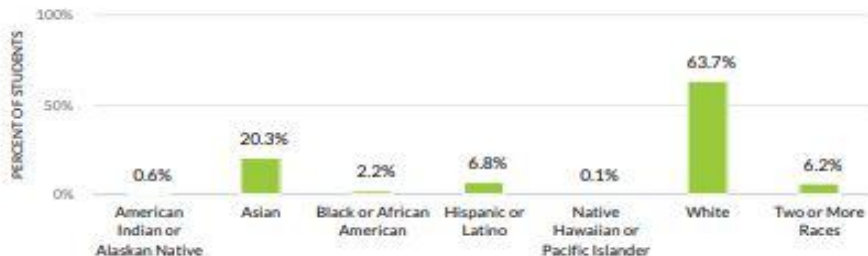 100%
PERCENT OF STUDENTS
63.7%
50%
20.3%
0.6%
2.2%
6.8%
0.1%
6.2%
0%
American Indian or Alaskan Native
Asian
Black or African American
Hispanic or Latino
Native Hawaiian or Pacific Islander
White
Two or More Races